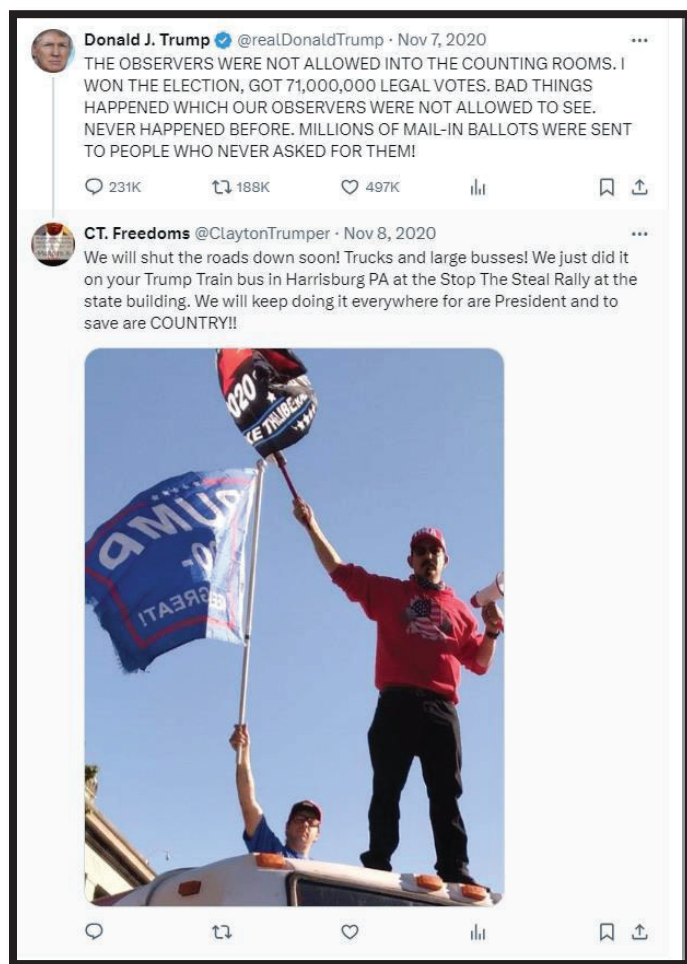 Donald J. Trump @realDonaldTrump · Nov 7, 2020
THE OBSERVERS WERE NOT ALLOWED INTO THE COUNTING ROOMS. I
WON THE ELECTION, GOT 71,000,000 LEGAL VOTES. BAD THINGS
HAPPENED WHICH OUR OBSERVERS WERE NOT ALLOWED TO SEE.
NEVER HAPPENED BEFORE. MILLIONS OF MAIL-IN BALLOTS WERE SENT
TO PEOPLE WHO NEVER ASKED FOR THEM!
231K 188K 497K
CT. Freedoms @ClaytonTrumper · Nov 8, 2020
We will shut the roads down soon! Trucks and large busses! We just did it
on your Trump Train bus in Harrisburg PA at the Stop The Steal Rally at the
state building. We will keep doing it everywhere for are President and to
save are COUNTRY!!
020
TRUMP
GREAT!